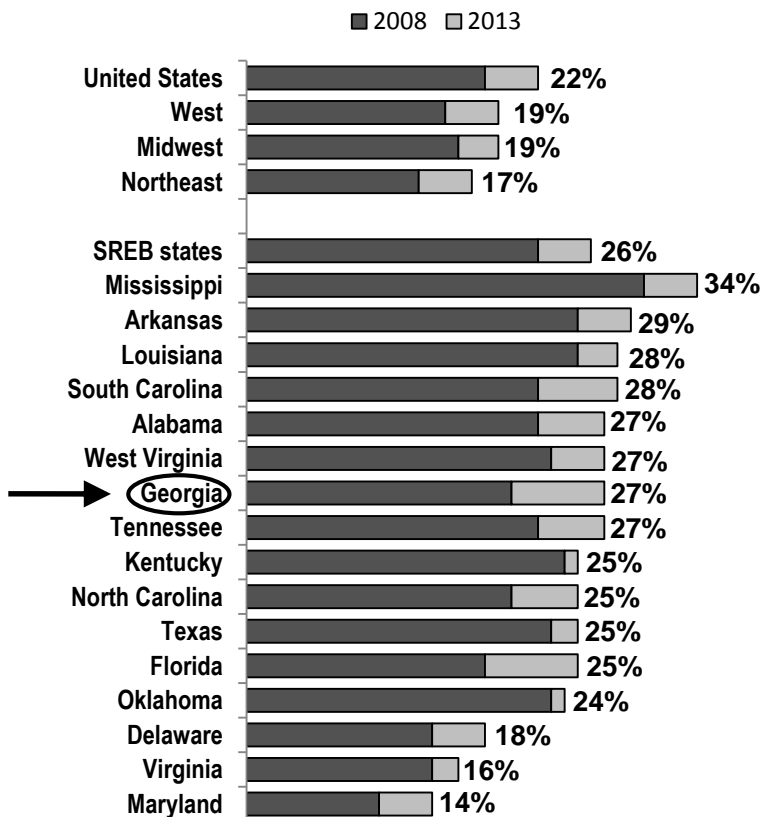 2008 2013
United States 22%
West 19%
Midwest 19%
Northeast 17%
SREB states 26%
Mississippi 34%
Arkansas 29%
Louisiana 28%
South Carolina 28%
Alabama 27%
West Virginia 27%
Georgia 27%
Tennessee 27%
Kentucky 25%
North Carolina 25%
Texas 25%
Florida 25%
Oklahoma 24%
Delaware 18%
Virginia 16%
Maryland 14%